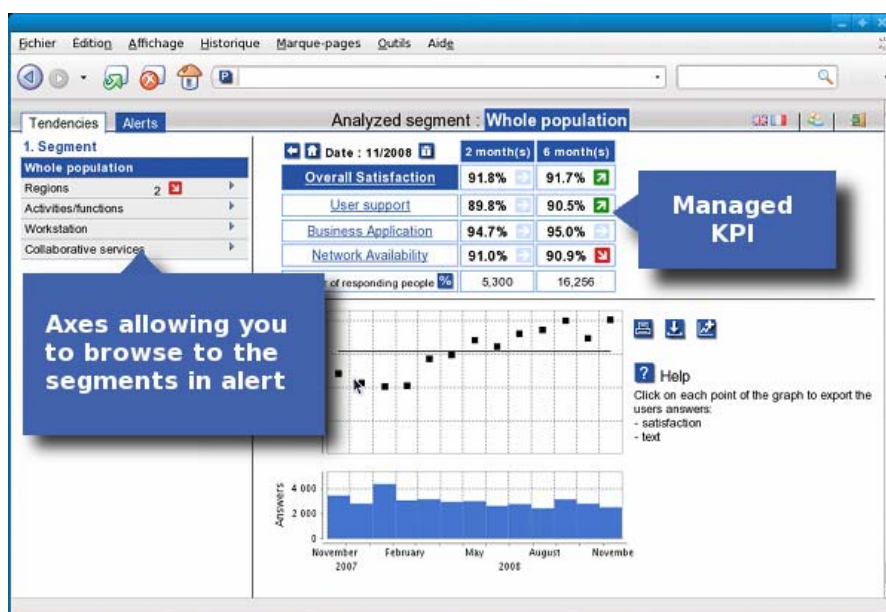 Fichier Edition Affichage Historique Marque-pages Outils Aide
P
Tendencies Alerts
Analyzed segment : Whole population
1. Segment
Whole population
Regions 2
Activities/functions
Workstation
Collaborative services
Date : 11/2008 2 month(s) 6 month(s)
Overall Satisfaction 91.8% 91.7%
User support 89.8% 90.5%
Business Application 94.7% 95.0%
Network Availability 91.0% 90.9%
of responding people % 5,300 16,256
Managed
KPI
Axes allowing you
to browse to the
segments in alert
? Help
Click on each point of the graph to export the
users answers:
- satisfaction
- text
Answers
4 000
2 000
0
November February May August Novembe
2007 2008